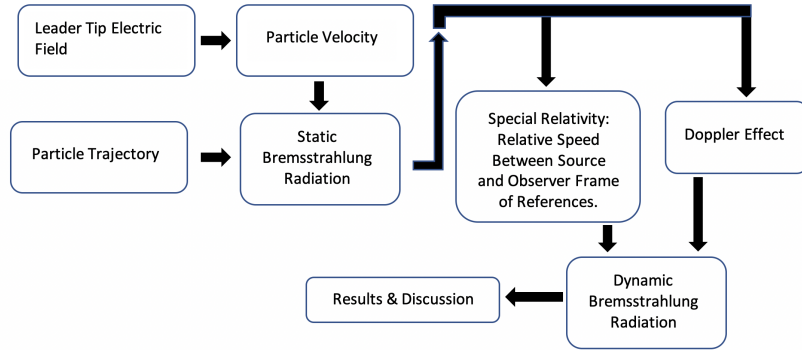 Leader Tip Electric
Field
Particle Velocity
Particle Trajectory
Static
Bremsstrahlung
Radiation
Special Relativity:
Relative Speed
Between Source
and Observer Frame
of References.
Doppler Effect
Dynamic
Bremsstrahlung
Radiation
Results & Discussion